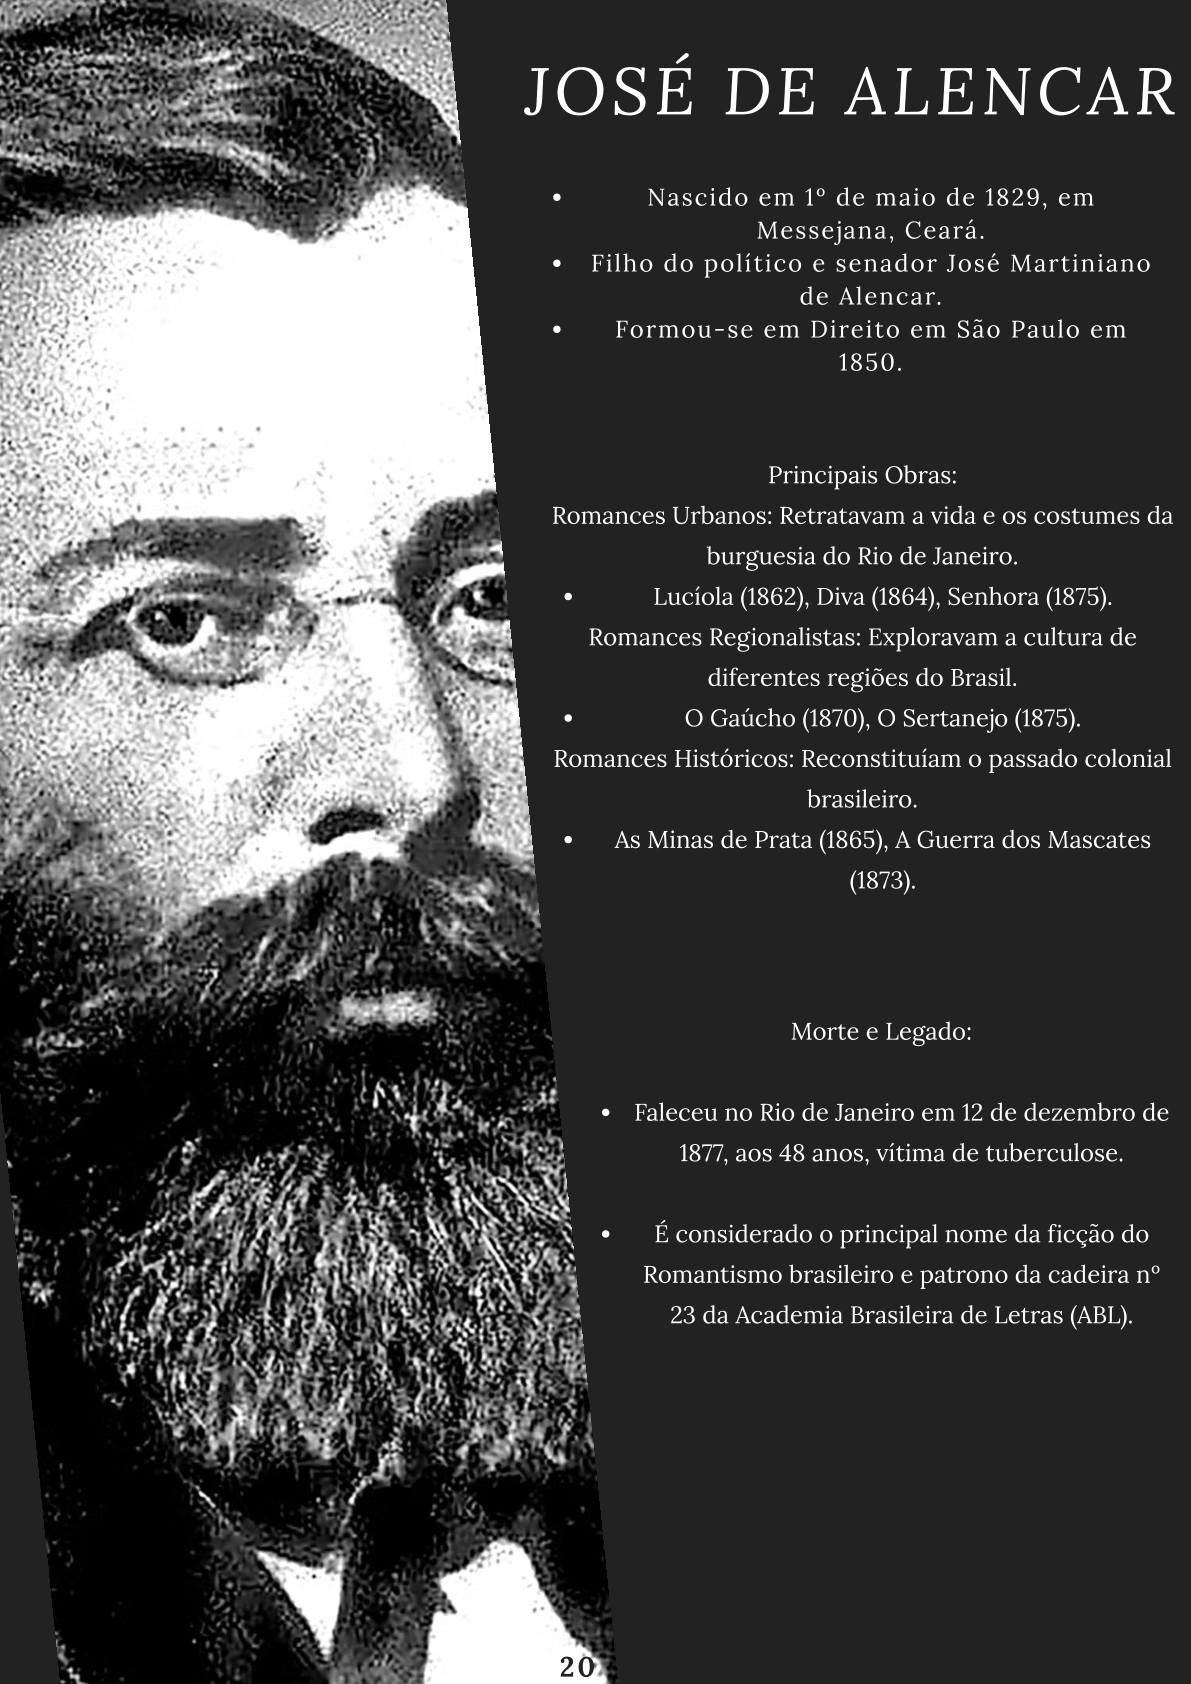 JOSÉ DE ALENCAR
• Nascido em 1º de maio de 1829, em
Messejana, Ceará.
• Filho do político e senador José Martiniano
de Alencar.
• Formou-se em Direito em São Paulo em
1850.
Principais Obras:
Romances Urbanos: Retratavam a vida e os costumes da
burguesia do Rio de Janeiro.
• Lucíola (1862), Diva (1864), Senhora (1875).
Romances Regionalistas: Exploravam a cultura de
diferentes regiões do Brasil.
• O Gaúcho (1870), O Sertanejo (1875).
Romances Históricos: Reconstituíam o passado colonial
brasileiro.
• As Minas de Prata (1865), A Guerra dos Mascates
(1873).
Morte e Legado:
• Faleceu no Rio de Janeiro em 12 de dezembro de
1877, aos 48 anos, vítima de tuberculose.
• É considerado o principal nome da ficção do
Romantismo brasileiro e patrono da cadeira nº
23 da Academia Brasileira de Letras (ABL).
20